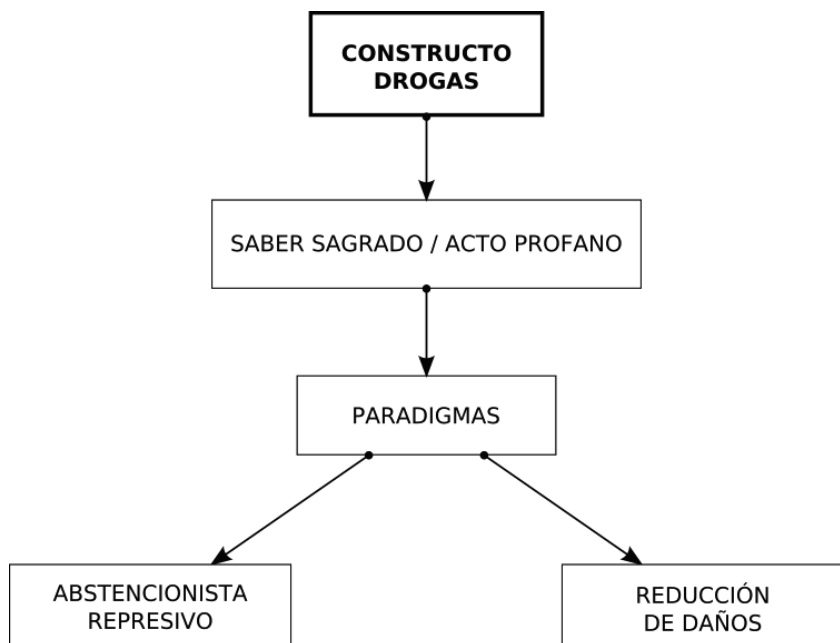 CONSTRUCTO
DROGAS
SABER SAGRADO / ACTO PROFANO
PARADIGMAS
ABSTENCIONISTA
REPRESIVO
REDUCCIÓN
DE DAÑOS